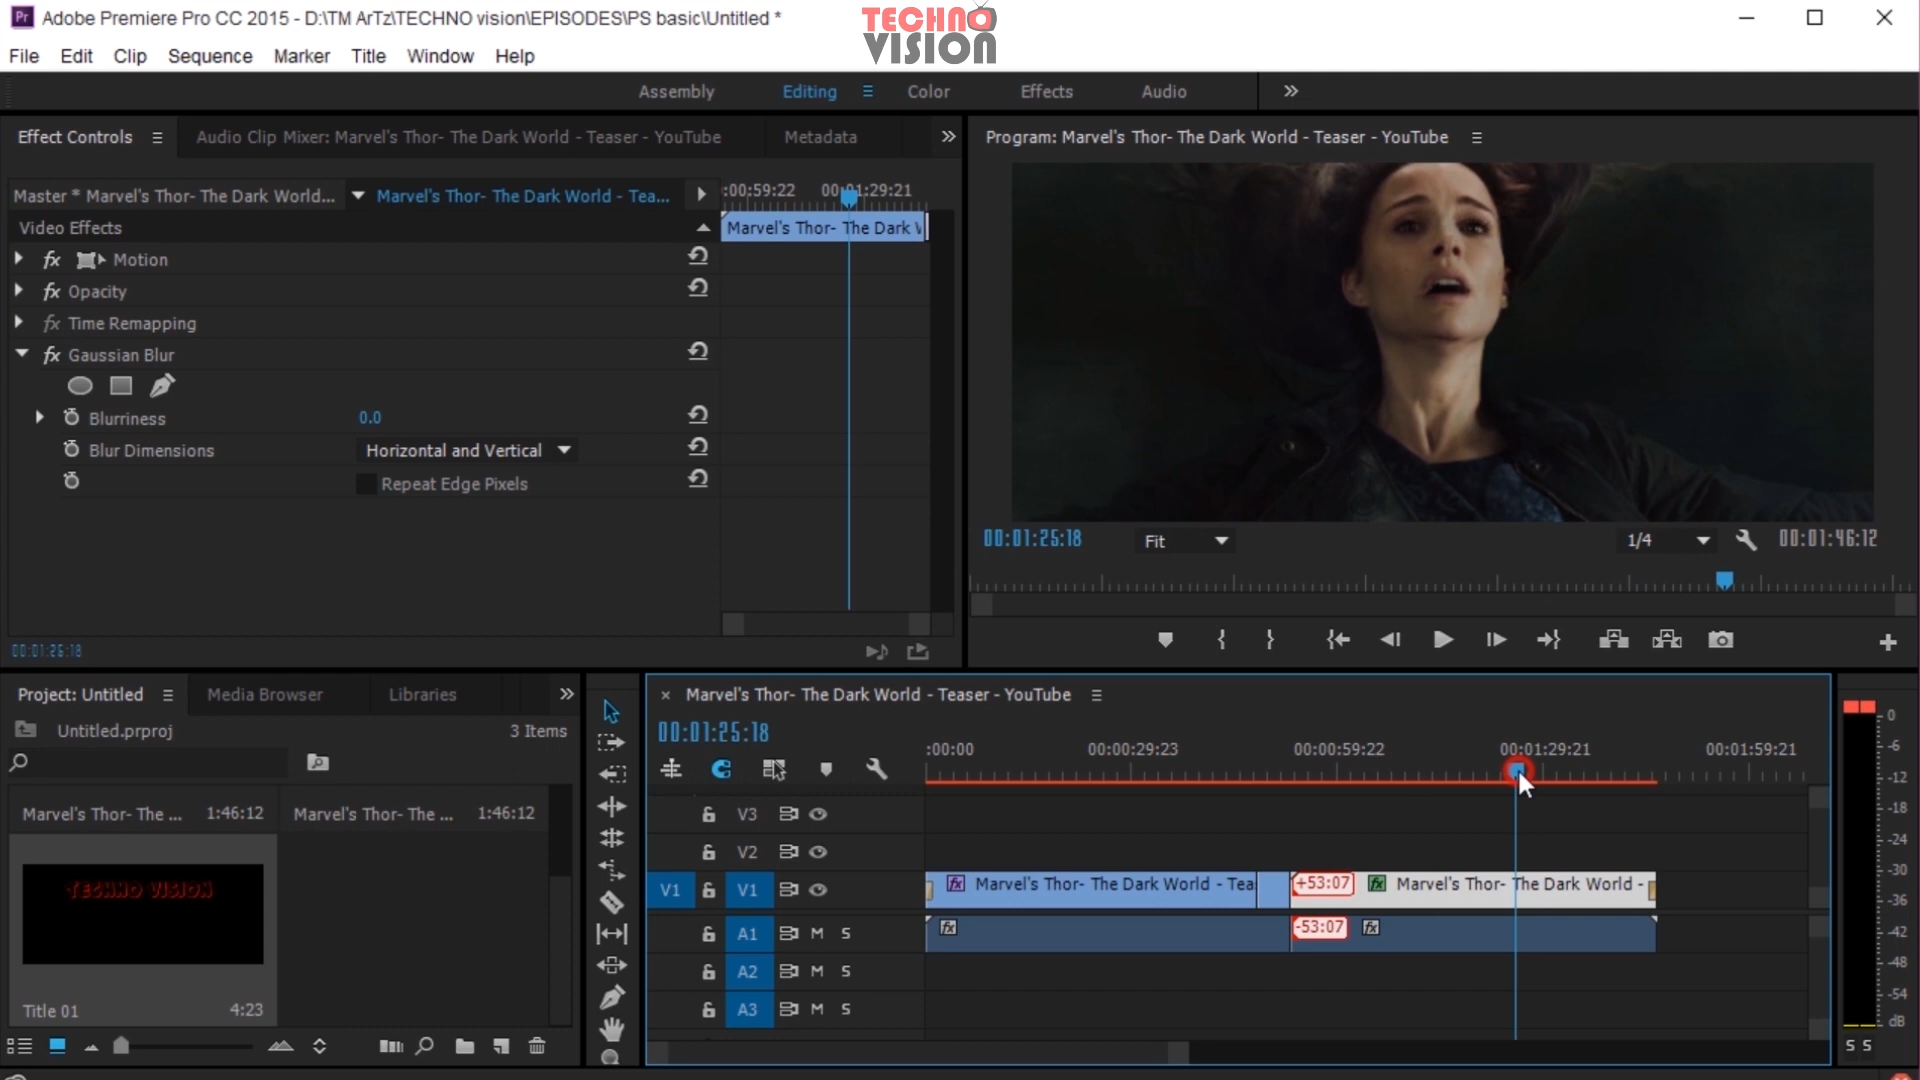 Adobe Premiere Pro CC 2015 - D:\TM ArTz\TECHNO vision\EPISODES\PS basic\Untitled *
TECHNO
VISION
File Edit Clip Sequence Marker Title Window Help
Assembly Editing Color Effects Audio
Effect Controls Audio Clip Mixer: Marvel's Thor- The Dark World - Teaser - YouTube Metadata
Program: Marvel's Thor- The Dark World - Teaser - YouTube
Master * Marvel's Thor- The Dark World... Marvel's Thor- The Dark World - Tea...
:00:59:22 00:01:29:21
Video Effects
Marvel's Thor- The Dark W
fx Motion
fx Opacity
fx Time Remapping
fx Gaussian Blur
Blurriness 0.0
Blur Dimensions Horizontal and Vertical
Repeat Edge Pixels
00:01:25:18 Fit 1/4 00:01:46:12
00:01:25:18
Project: Untitled Media Browser Libraries
Untitled.prproj 3 Items
Marvel's Thor- The ... 1:46:12 Marvel's Thor- The ... 1:46:12
TECHNO VISION
Title 01 4:23
Marvel's Thor- The Dark World - Teaser - YouTube
00:01:25:18
:00:00 00:00:29:23 00:00:59:22 00:01:29:21 00:01:59:21
V3
V2
V1 V1 fx Marvel's Thor- The Dark World - Tea +53:07 fx Marvel's Thor- The Dark World -
A1 M S fx -53:07 fx
A2 M S
A3 M S
0
-6
-12
-18
-24
-30
-36
-42
-48
-54
dB
S S